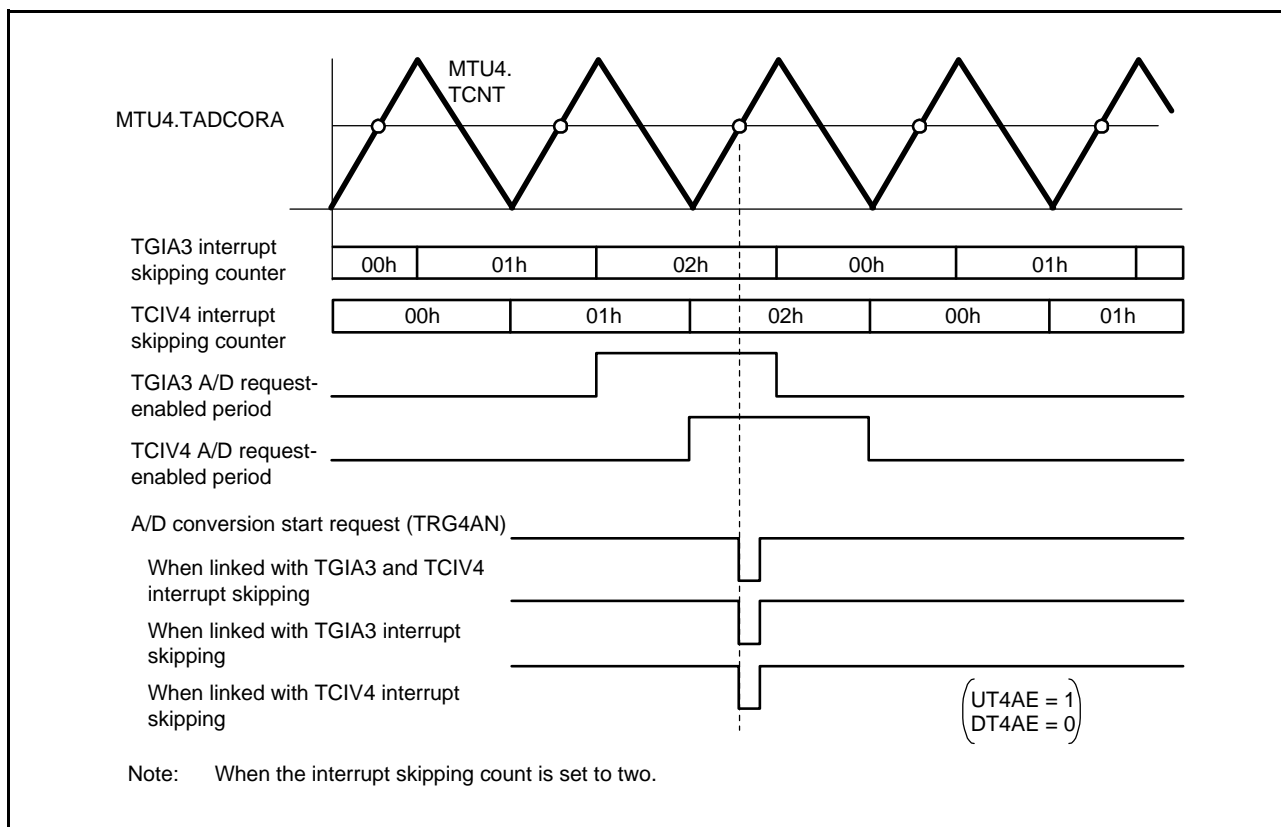 MTU4.
TCNT
MTU4.TADCORA
TGIA3 interrupt
skipping counter
00h 01h 02h 00h 01h
TCIV4 interrupt
skipping counter
00h 01h 02h 00h 01h
TGIA3 A/D request-
enabled period
TCIV4 A/D request-
enabled period
A/D conversion start request (TRG4AN)
When linked with TGIA3 and TCIV4
interrupt skipping
When linked with TGIA3 interrupt
skipping
When linked with TCIV4 interrupt
skipping
UT4AE = 1
DT4AE = 0
Note: When the interrupt skipping count is set to two.